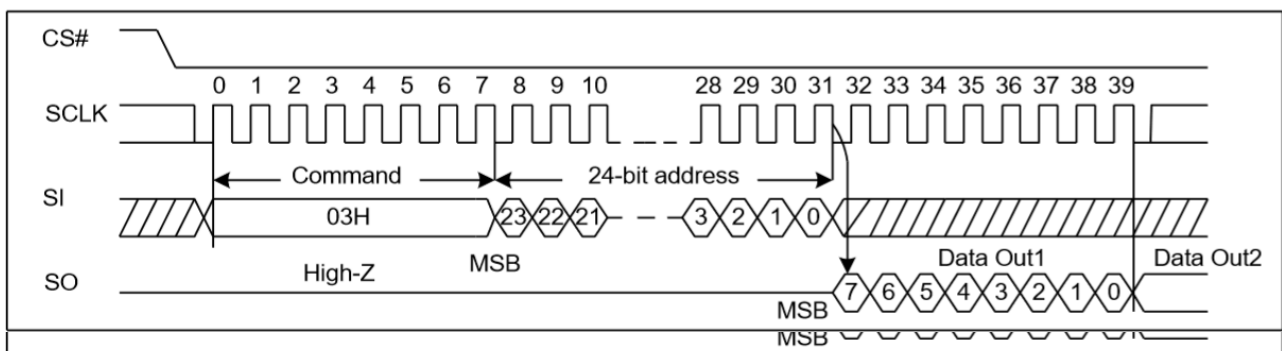 CS#
0 1 2 3 4 5 6 7 8 9 10 28 29 30 31 32 33 34 35 36 37 38 39
SCLK
Command 24-bit address
SI
03H 23 22 21 3 2 1 0
High-Z MSB Data Out1 Data Out2
SO
7 6 5 4 3 2 1 0
MSB
MSB